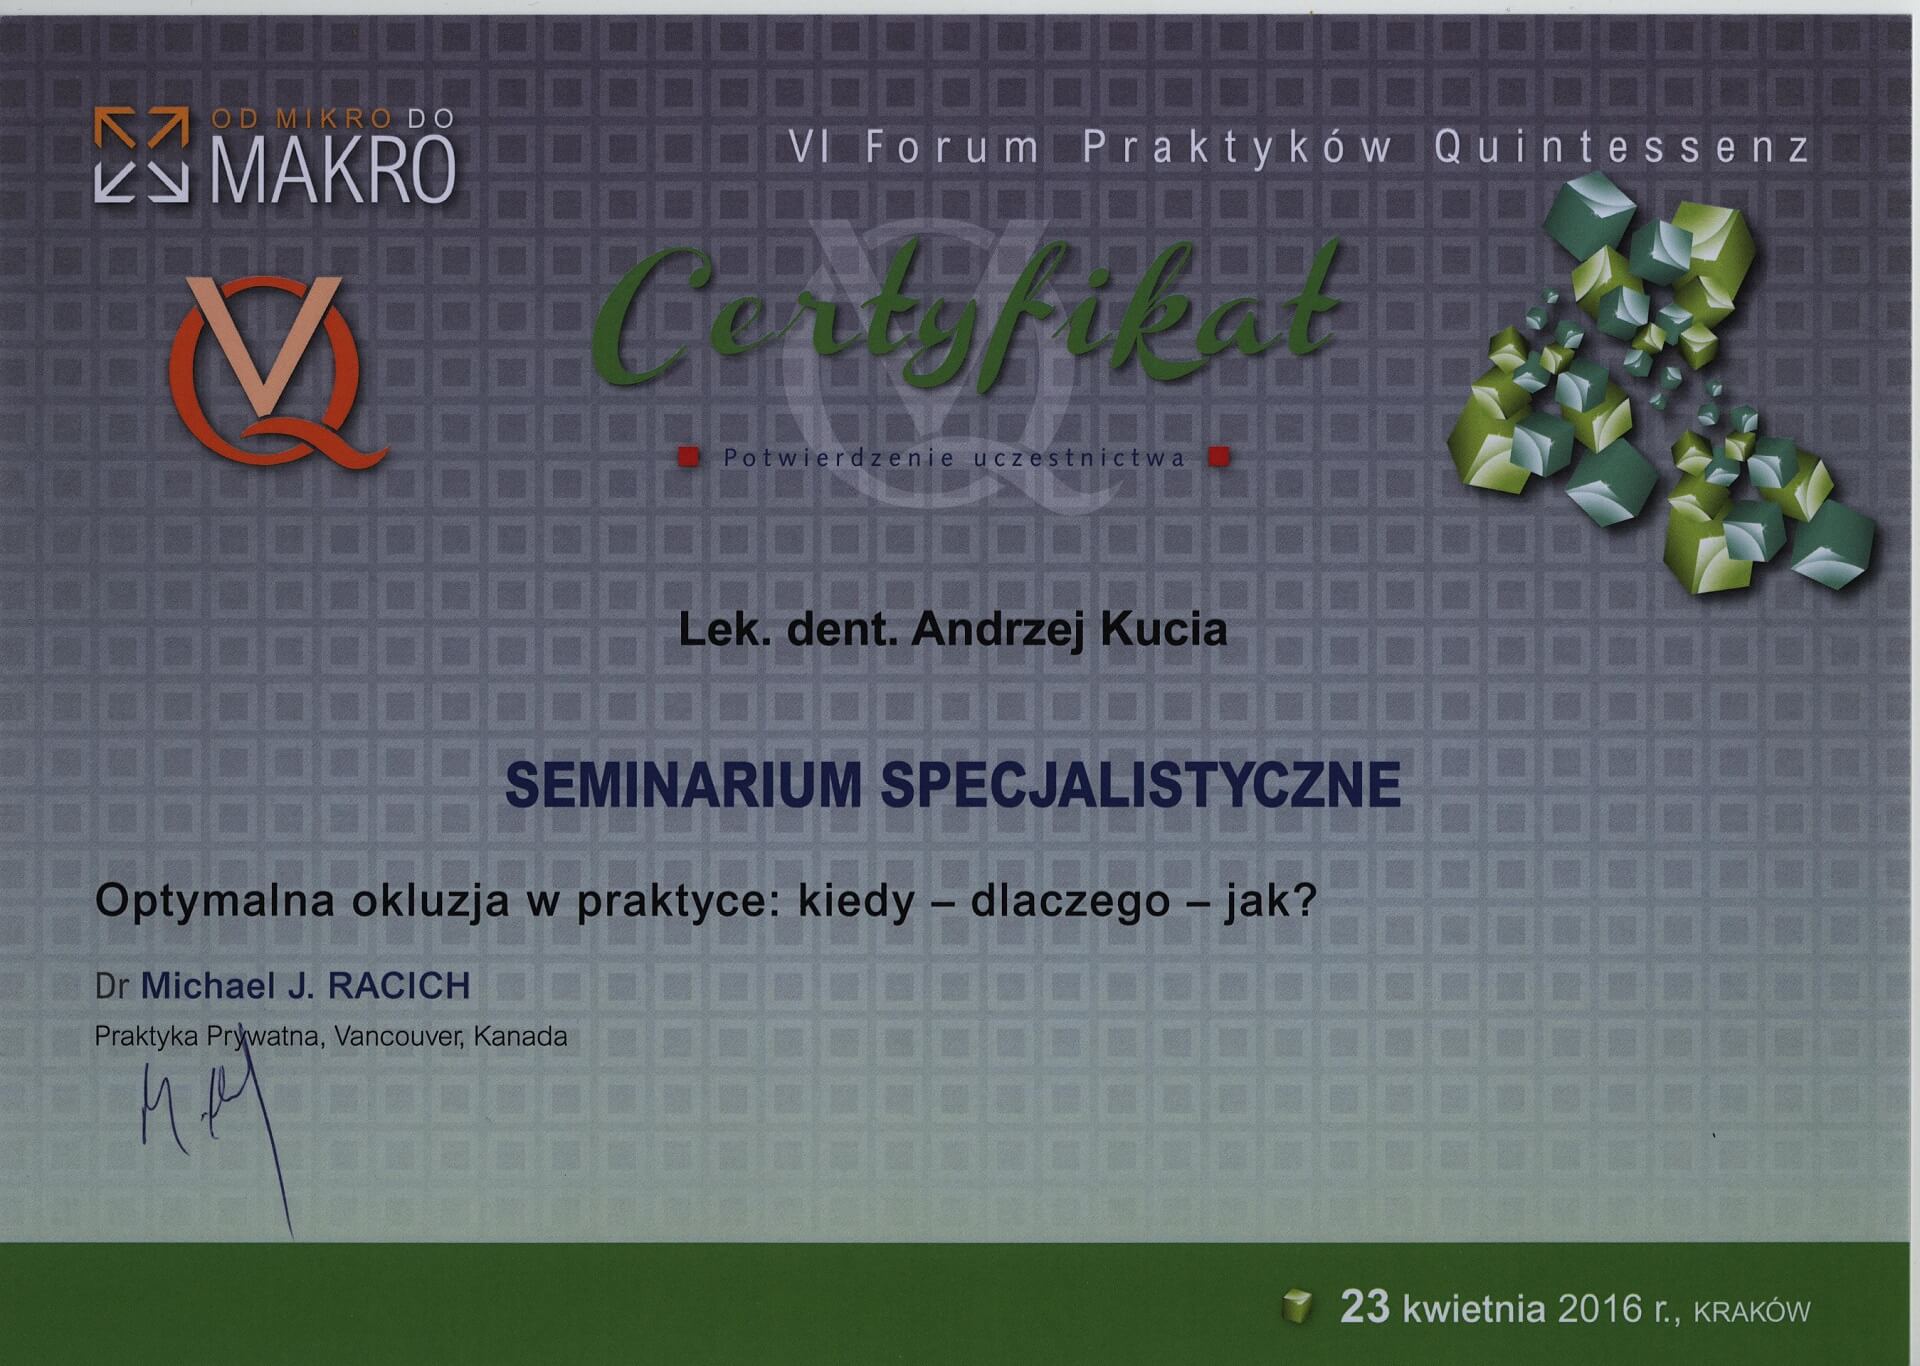 OD MIKRO DO
MAKRO
VI Forum Praktyków Quintessenz
VQ
Certyfikat
Potwierdzenie uczestnictwa
Lek. dent. Andrzej Kucia
SEMINARIUM SPECJALISTYCZNE
Optymalna okluzja w praktyce: kiedy – dlaczego – jak?
Dr Michael J. RACICH
Praktyka Prywatna, Vancouver, Kanada
23 kwietnia 2016 r., KRAKÓW